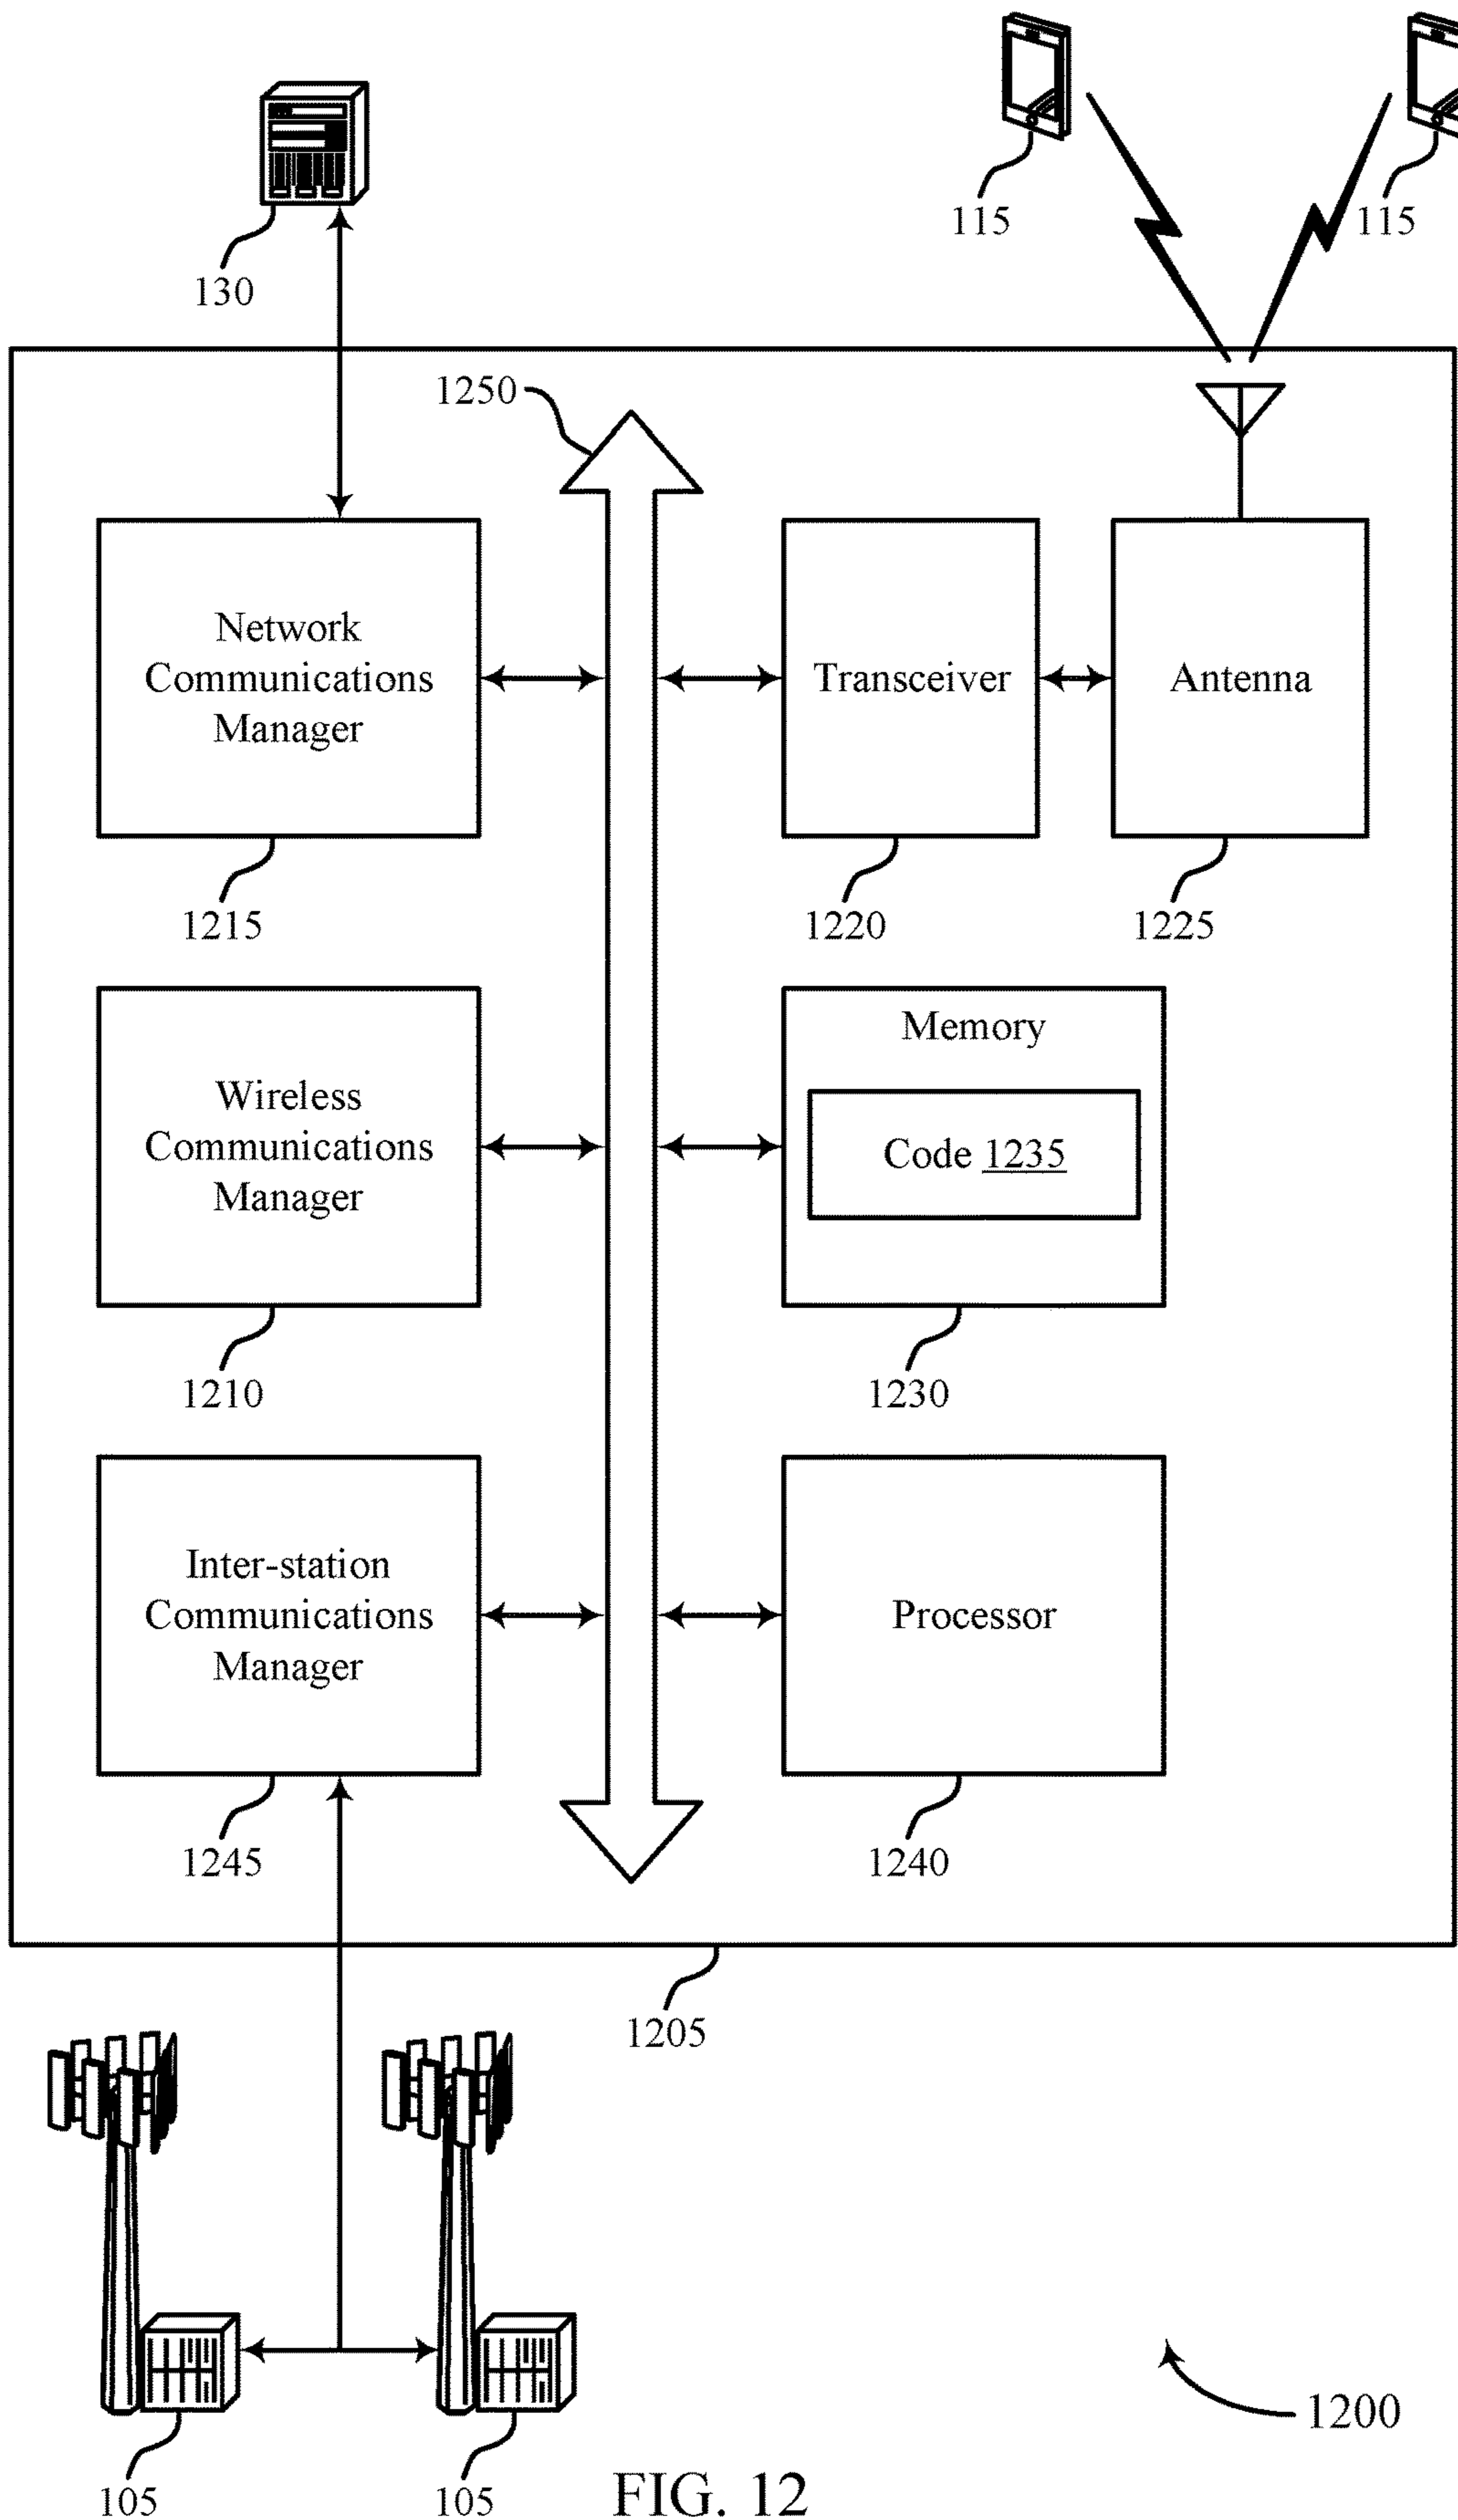 115
115
130
1250
Network
Communications
Manager
Transceiver
Antenna
1215
1220
1225
Wireless
Communications
Manager
Memory
Code 1235
1210
1230
Inter-station
Communications
Manager
Processor
1245
1240
1205
1200
105
105
FIG. 12